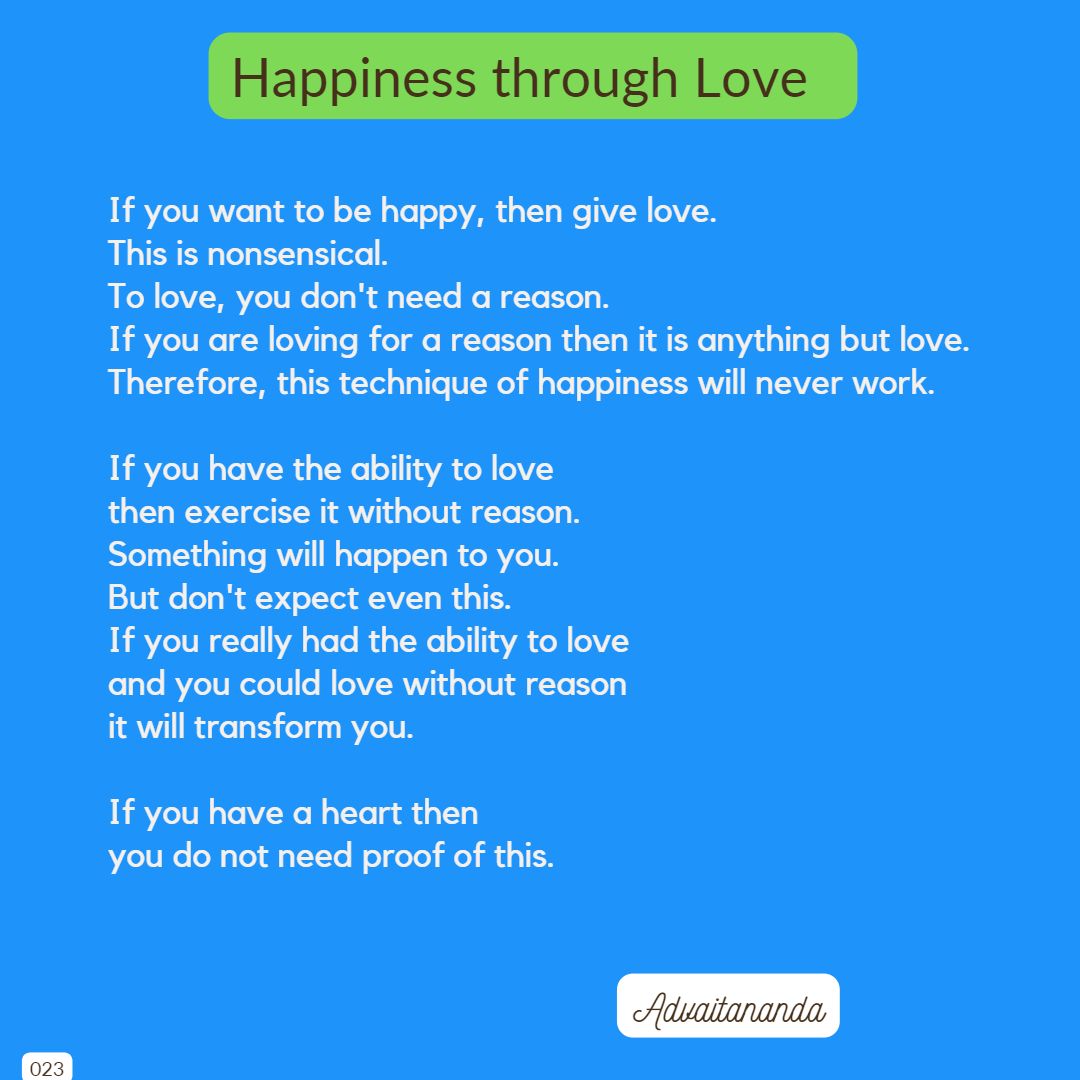 Happiness through Love
If you want to be happy, then give love.
This is nonsensical.
To love, you don't need a reason.
If you are loving for a reason then it is anything but love.
Therefore, this technique of happiness will never work.
If you have the ability to love
then exercise it without reason.
Something will happen to you.
But don't expect even this.
If you really had the ability to love
and you could love without reason
it will transform you.
If you have a heart then
you do not need proof of this.
Advaitananda
023